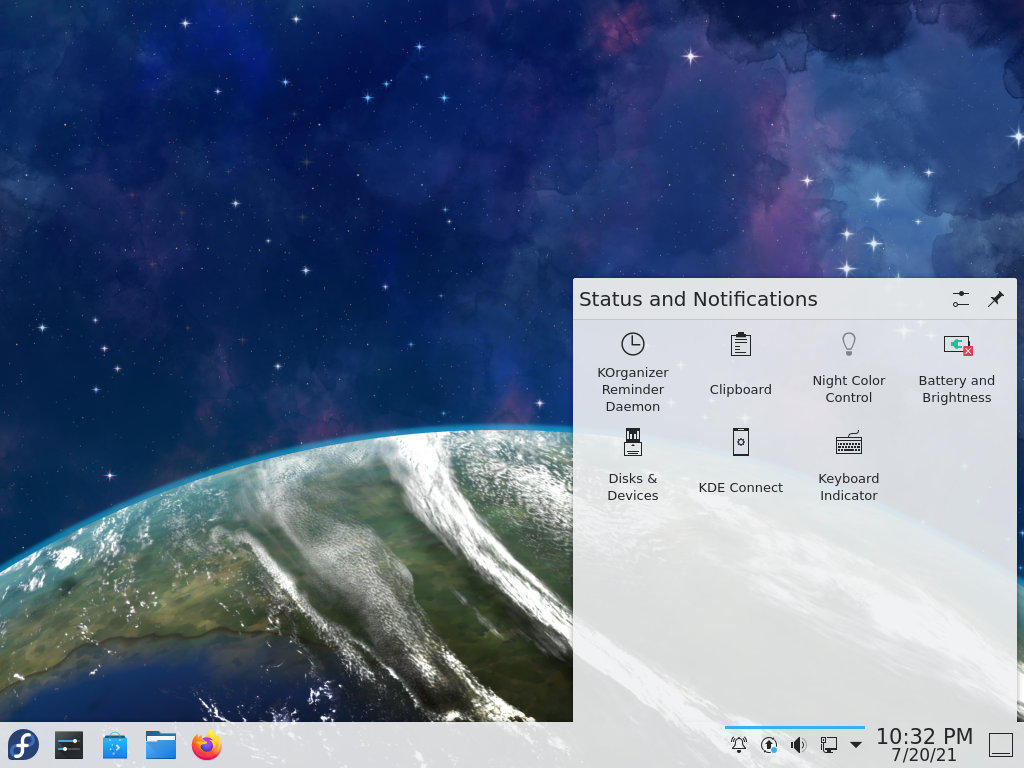 Status and Notifications
KOrganizer
Reminder
Daemon
Clipboard
Night Color
Control
Battery and
Brightness
Disks &
Devices
KDE Connect
Keyboard
Indicator
10:32 PM
7/20/21